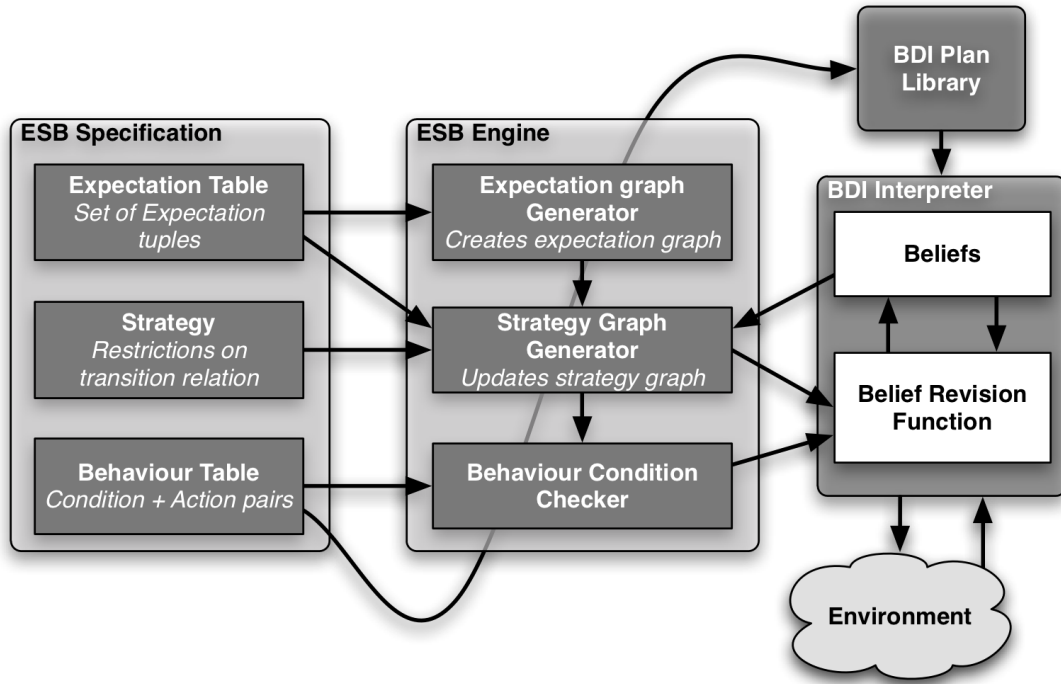 BDI Plan
Library
ESB Specification
Expectation Table
Set of Expectation
tuples
Strategy
Restrictions on
transition relation
Behaviour Table
Condition + Action pairs
ESB Engine
Expectation graph
Generator
Creates expectation graph
Strategy Graph
Generator
Updates strategy graph
Behaviour Condition
Checker
BDI Interpreter
Beliefs
Belief Revision
Function
Environment